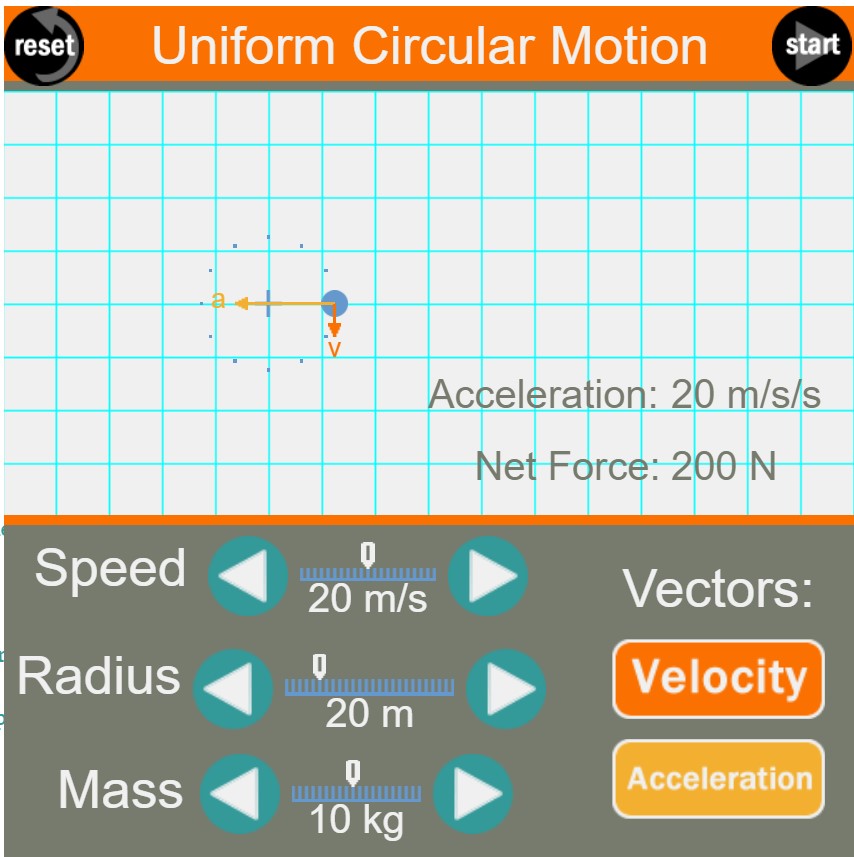 reset
Uniform Circular Motion
start
a
v
Acceleration: 20 m/s/s
Net Force: 200 N
Speed
20 m/s
Vectors:
Radius
20 m
Velocity
Mass
10 kg
Acceleration